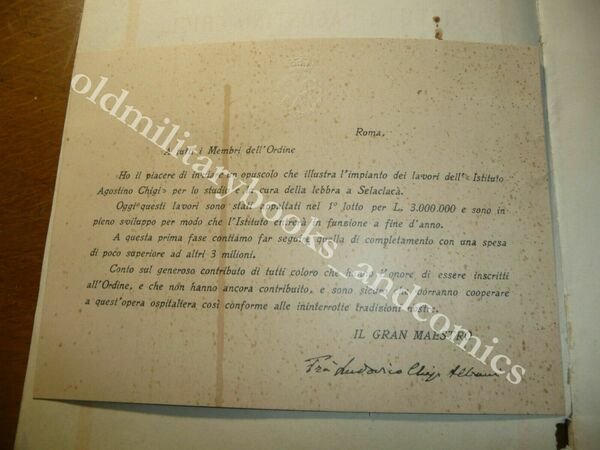 Roma,
A tutti i Membri dell'Ordine
Ho il piacere di inviare un opuscolo che illustra l'impianto dei lavori dell'«Istituto
Agostino Chigi» per lo studio e la cura della lebbra a Selaclacà.
Oggi questi lavori sono stati appaltati nel 1° lotto per L. 3.000.000 e sono in
pieno sviluppo per modo che l'Istituto entrerà in funzione a fine d'anno.
A questa prima fase contiamo far seguire quella di completamento con una spesa
di poco superiore ad altri 3 milioni.
Conto sul generoso contributo di tutti coloro che hanno l'onore di essere inscritti
all'Ordine, e che non hanno ancora contribuito, e sono sicuro che vorranno cooperare
a quest'opera ospitaliera così conforme alle ininterrotte tradizioni nostre.
IL GRAN MAESTRO
Fra' Ludovico Chigi Albani
oldmilitarybooks_andcomics